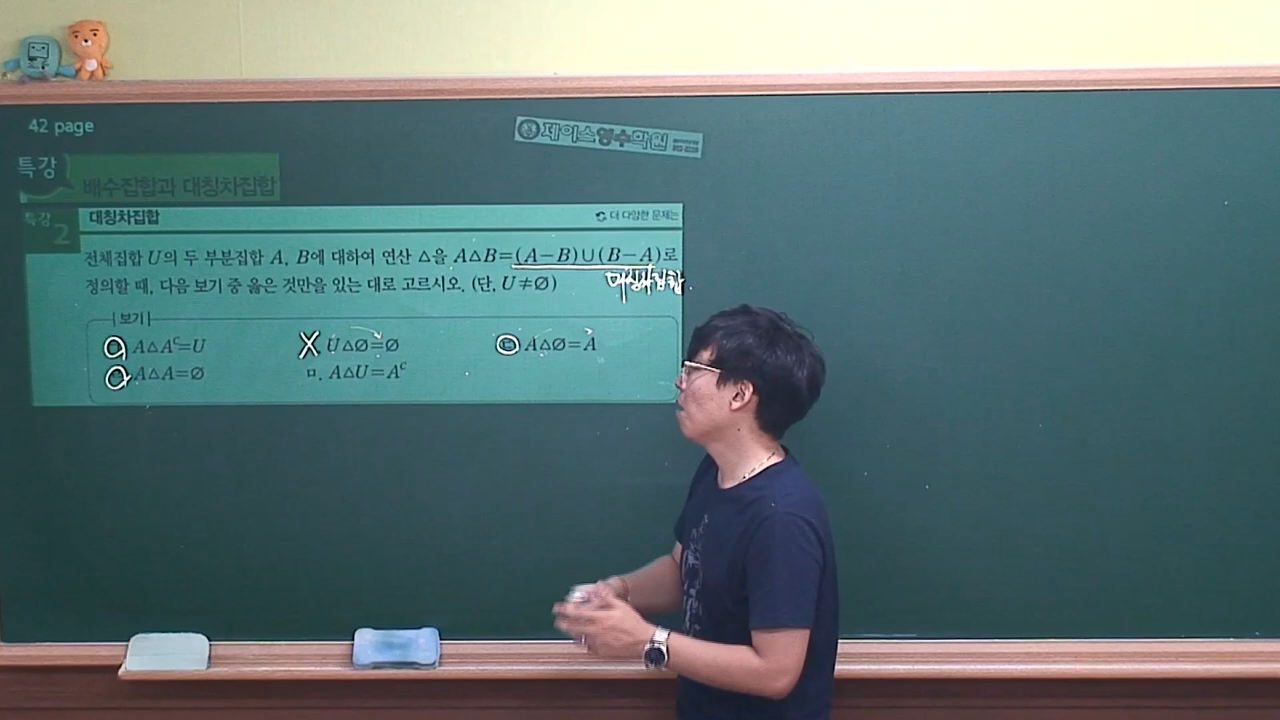 42 page
제이스영수학원
특강
배수집합과 대칭차집합
특강 2
대칭차집합
더 다양한 문제는
전체집합 U의 두 부분집합 A, B에 대하여 연산 △을 A△B=(A−B)∪(B−A)로
대칭차집합.
정의할 때, 다음 보기 중 옳은 것만을 있는 대로 고르시오. (단, U≠∅)
보기
A△Aᶜ=U
X U△∅=∅
A△∅=A
A△A=∅
ㅁ. A△U=Aᶜ